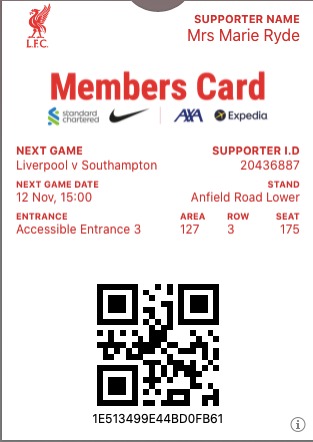 L.F.C.
SUPPORTER NAME
Mrs Marie Ryde
Members Card
standard chartered AXA Expedia
NEXT GAME SUPPORTER I.D
Liverpool v Southampton 20436887
NEXT GAME DATE STAND
12 Nov, 15:00 Anfield Road Lower
ENTRANCE AREA ROW SEAT
Accessible Entrance 3 127 3 175
1E513499E44BD0FB61